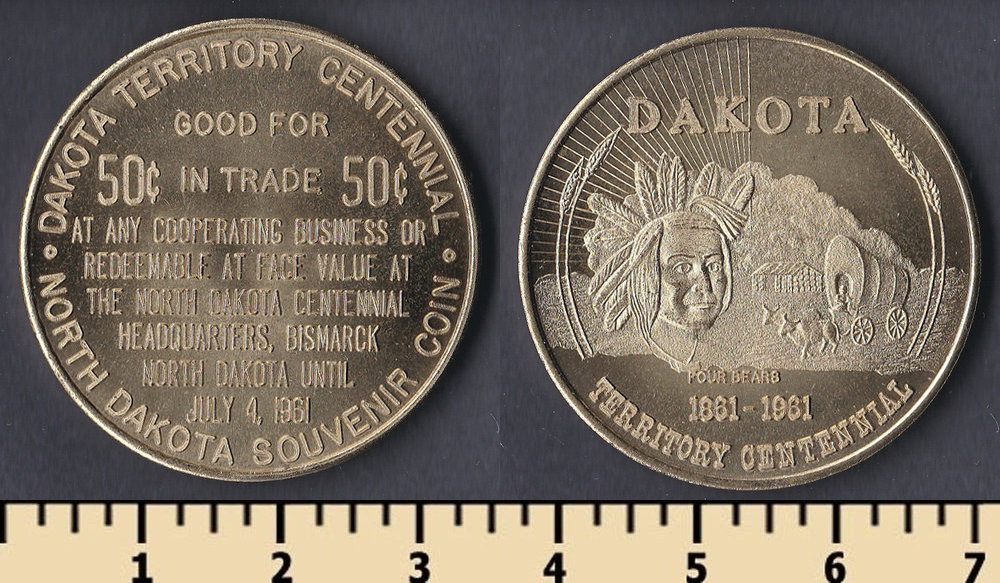 DAKOTA TERRITORY CENTENNIAL
GOOD FOR
50¢ IN TRADE 50¢
AT ANY COOPERATING BUSINESS OR
REDEEMABLE AT FACE VALUE AT
THE NORTH DAKOTA CENTENNIAL
HEADQUARTERS, BISMARCK
NORTH DAKOTA UNTIL
JULY 4, 1961
NORTH DAKOTA SOUVENIR COIN
DAKOTA
FOUR BEARS
1861-1961
TERRITORY CENTENNIAL
1 2 3 4 5 6 7